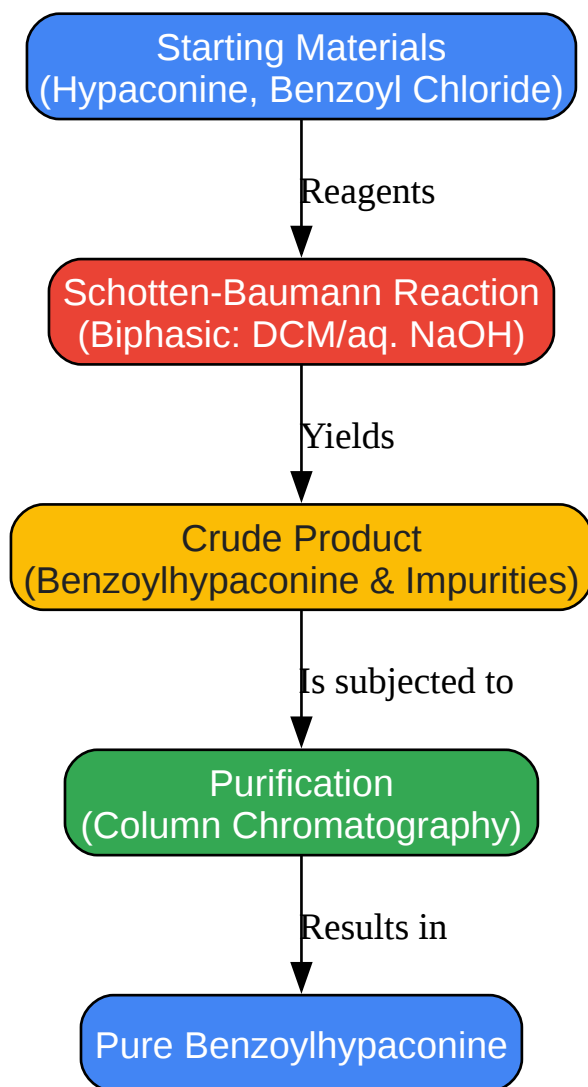 Starting Materials
(Hypaconine, Benzoyl Chloride)
Reagents
Schotten-Baumann Reaction
(Biphasic: DCM/aq. NaOH)
Yields
Crude Product
(Benzoylhypaconine & Impurities)
Is subjected to
Purification
(Column Chromatography)
Results in
Pure Benzoylhypaconine